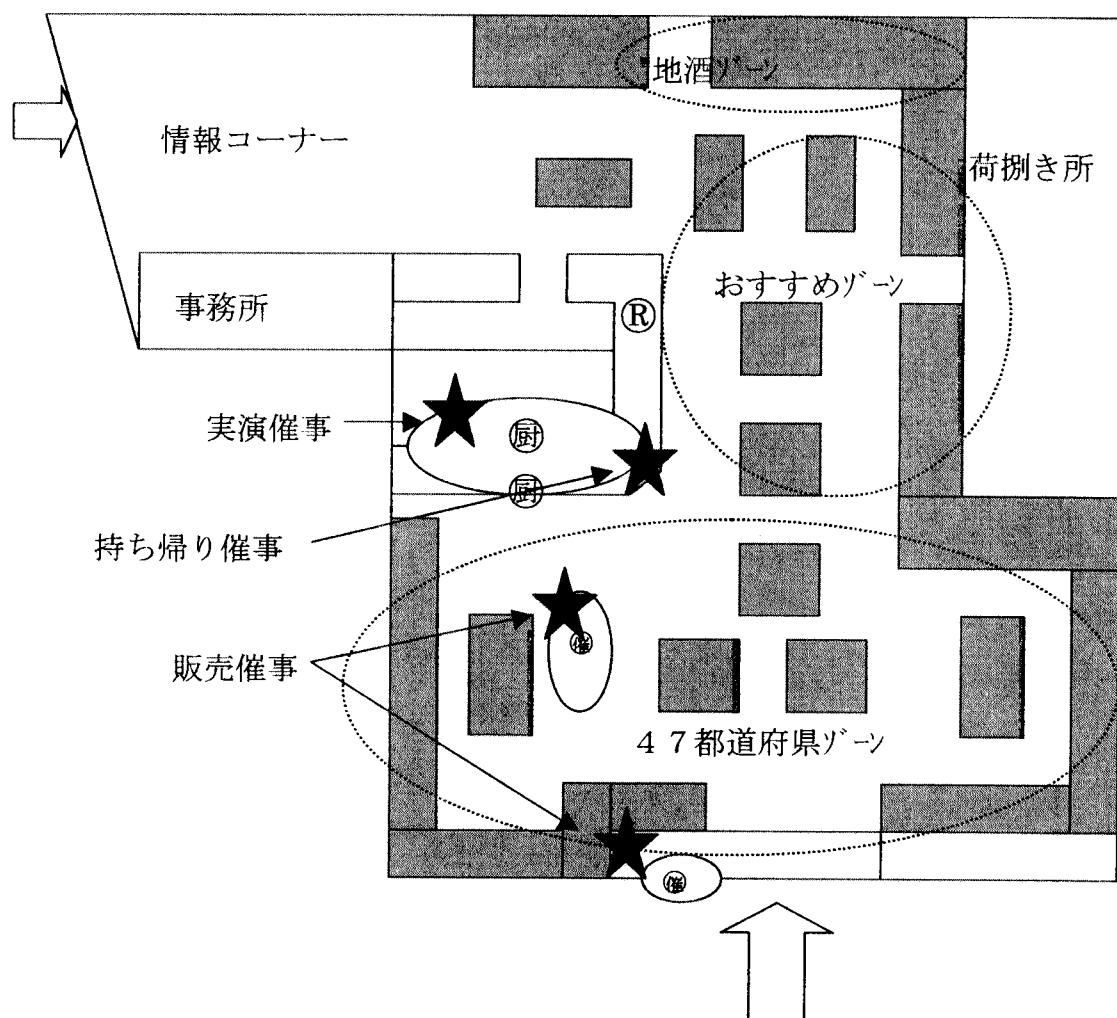 地酒ｿﾞｰﾝ
情報コーナー
荷捌き所
おすすめｿﾞｰﾝ
事務所
Ⓡ
実演催事
厨
厨
持ち帰り催事
催
販売催事
４７都道府県ｿﾞｰﾝ
催